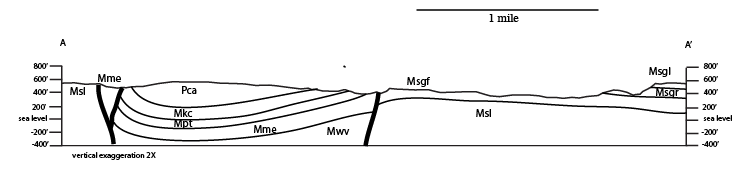 1 mile
A
A'
800'
600'
400'
200'
sea level
-200'
-400'
Msl
Mme
Pca
Mkc
Mpt
Mme
Mwv
Msgf
Msl
Msgl
Msgr
800'
600'
400'
200'
sea level
-200'
-400'
vertical exaggeration 2X